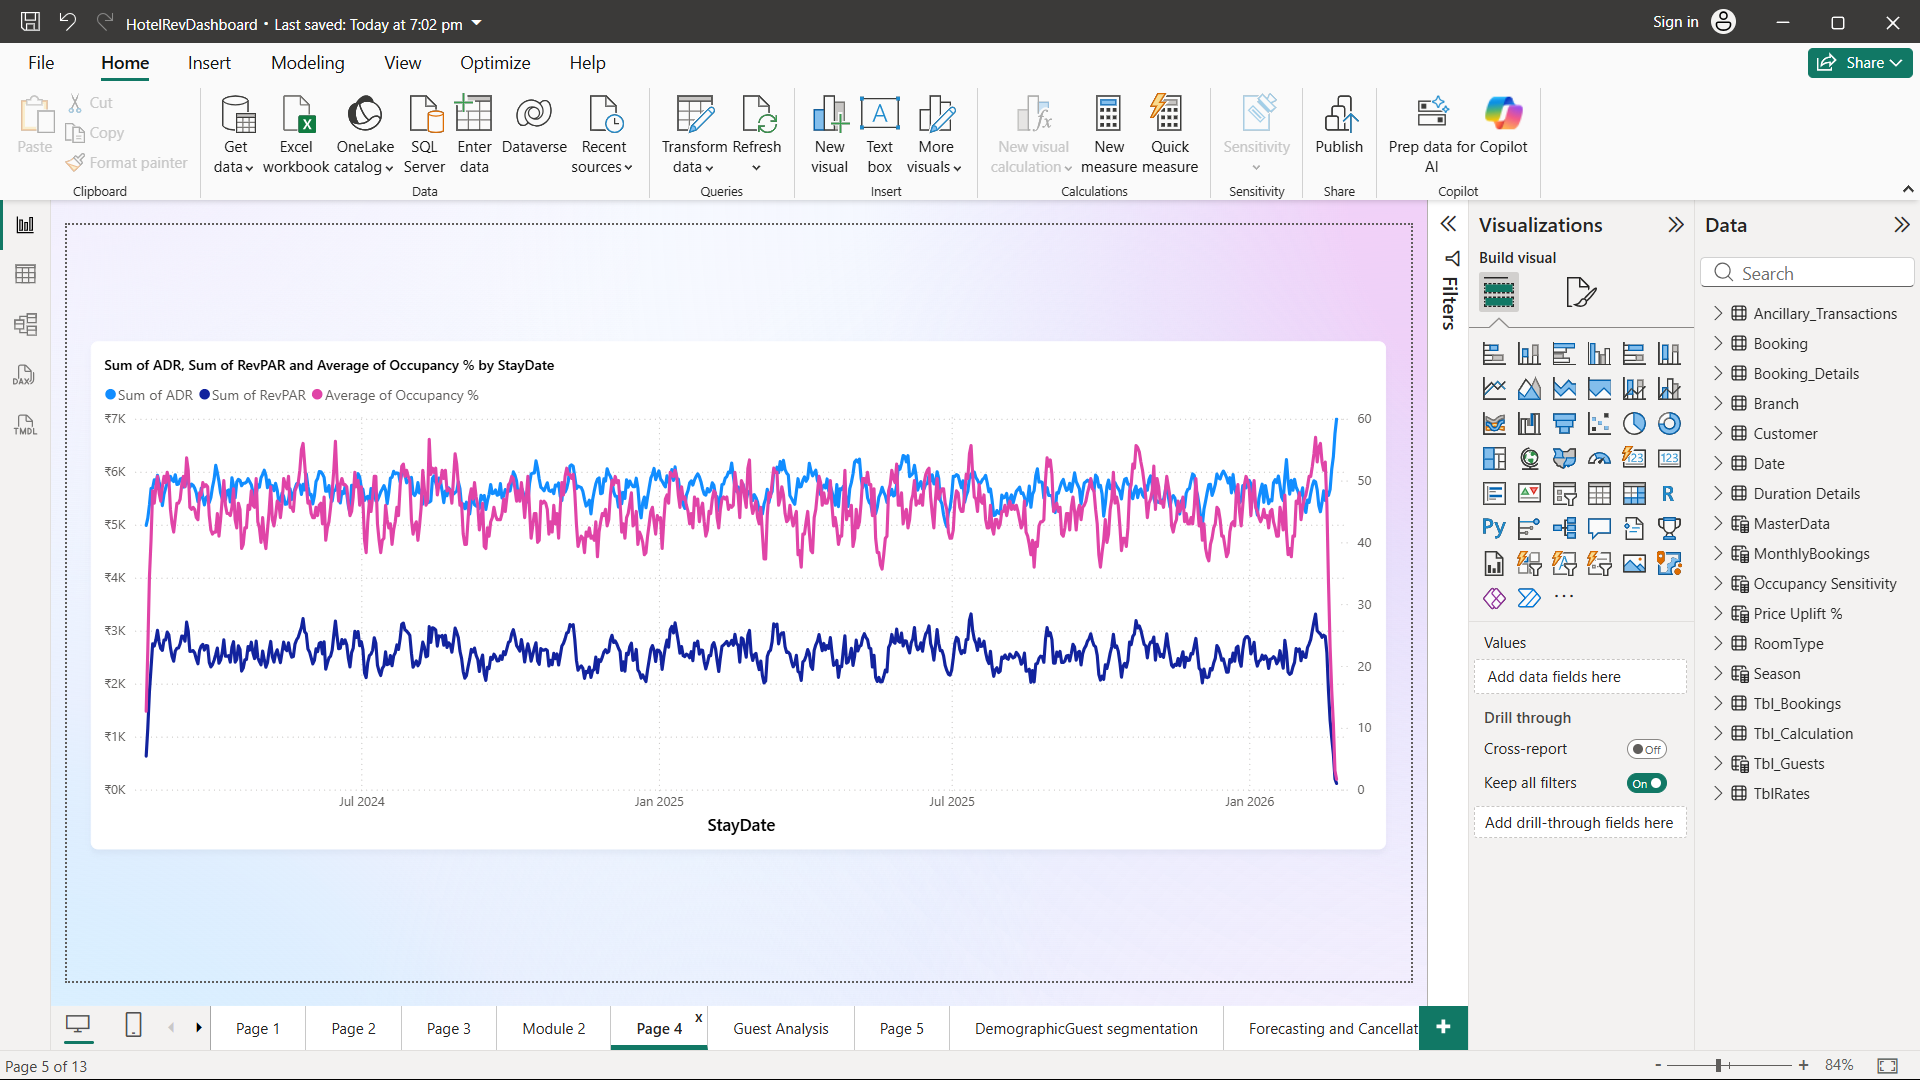 HotelRevDashboard • Last saved: Today at 7:02 pm
Sign in
File Home Insert Modeling View Optimize Help
Share
Paste
Cut
Copy
Format painter
Get data
Excel workbook
OneLake catalog
SQL Server
Enter data
Dataverse
Recent sources
Transform data
Refresh
New visual
Text box
More visuals
New visual calculation
New measure
Quick measure
Sensitivity
Publish
Prep data for AI
Copilot
Clipboard Data Queries Insert Calculations Sensitivity Share Copilot
DAX
TMDL
Sum of ADR, Sum of RevPAR and Average of Occupancy % by StayDate
Sum of ADR Sum of RevPAR Average of Occupancy %
₹7K
₹6K
₹5K
₹4K
₹3K
₹2K
₹1K
₹0K
60
50
40
30
20
10
0
Jul 2024 Jan 2025 Jul 2025 Jan 2026
StayDate
Filters
Visualizations
Build visual
123
123
R
Py
Values
Add data fields here
Drill through
Cross-report Off
Keep all filters On
Add drill-through fields here
Data
Search
Ancillary_Transactions
Booking
Booking_Details
Branch
Customer
Date
Duration Details
MasterData
MonthlyBookings
Occupancy Sensitivity
Price Uplift %
RoomType
Season
Tbl_Bookings
Tbl_Calculation
Tbl_Guests
TblRates
Page 1 Page 2 Page 3 Module 2 Page 4 x Guest Analysis Page 5 DemographicGuest segmentation Forecasting and Cancellat +
Page 5 of 13
- + 84%